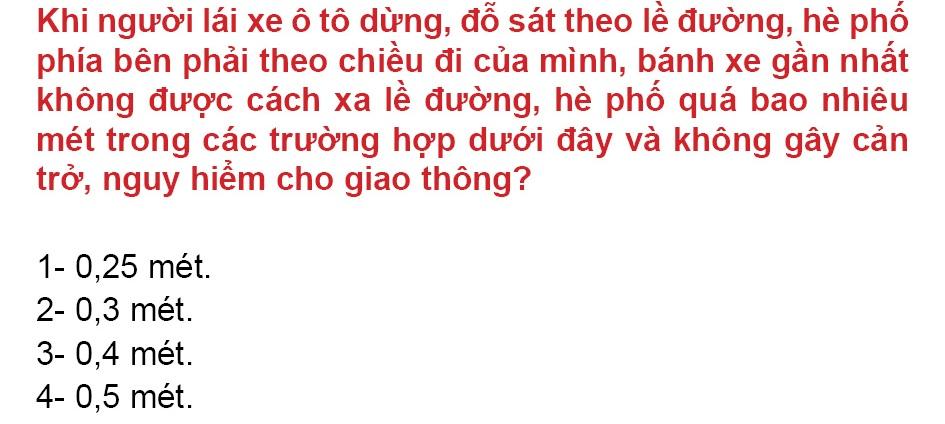 Khi người lái xe ô tô dừng, đỗ sát theo lề đường, hè phố
phía bên phải theo chiều đi của mình, bánh xe gần nhất
không được cách xa lề đường, hè phố quá bao nhiêu
mét trong các trường hợp dưới đây và không gây cản
trở, nguy hiểm cho giao thông?
1- 0,25 mét.
2- 0,3 mét.
3- 0,4 mét.
4- 0,5 mét.